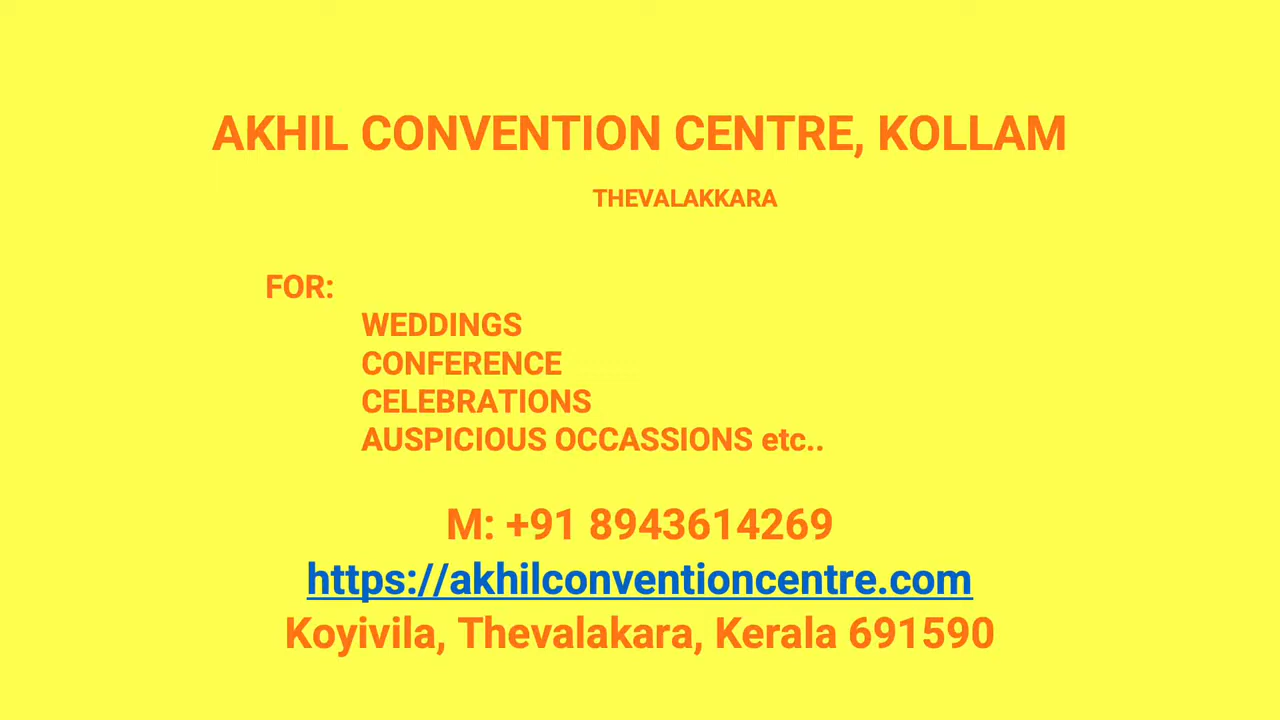 AKHIL CONVENTION CENTRE, KOLLAM
THEVALAKKARA
FOR:
WEDDINGS
CONFERENCE
CELEBRATIONS
AUSPICIOUS OCCASSIONS etc..
M: +91 8943614269
https://akhilconventioncentre.com
Koyivila, Thevalakara, Kerala 691590